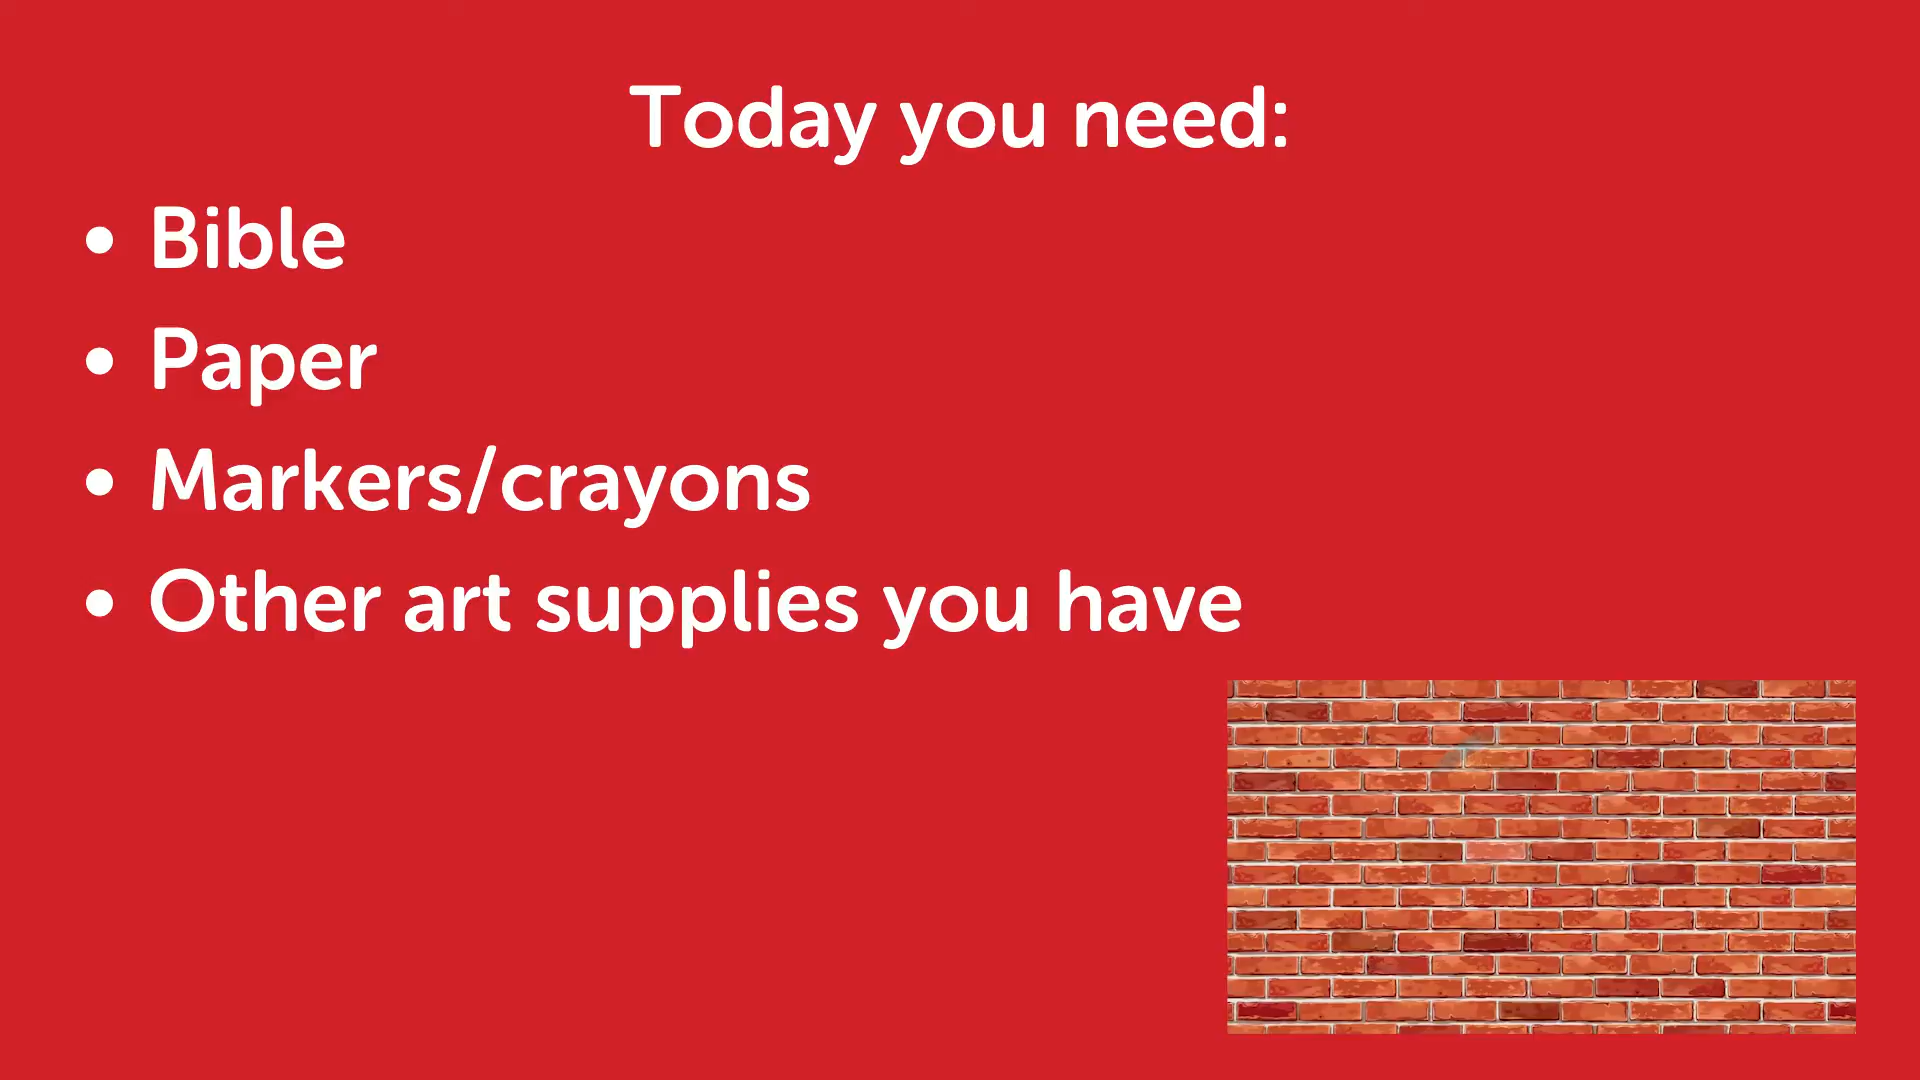 Today you need:
• Bible
• Paper
• Markers/crayons
• Other art supplies you have